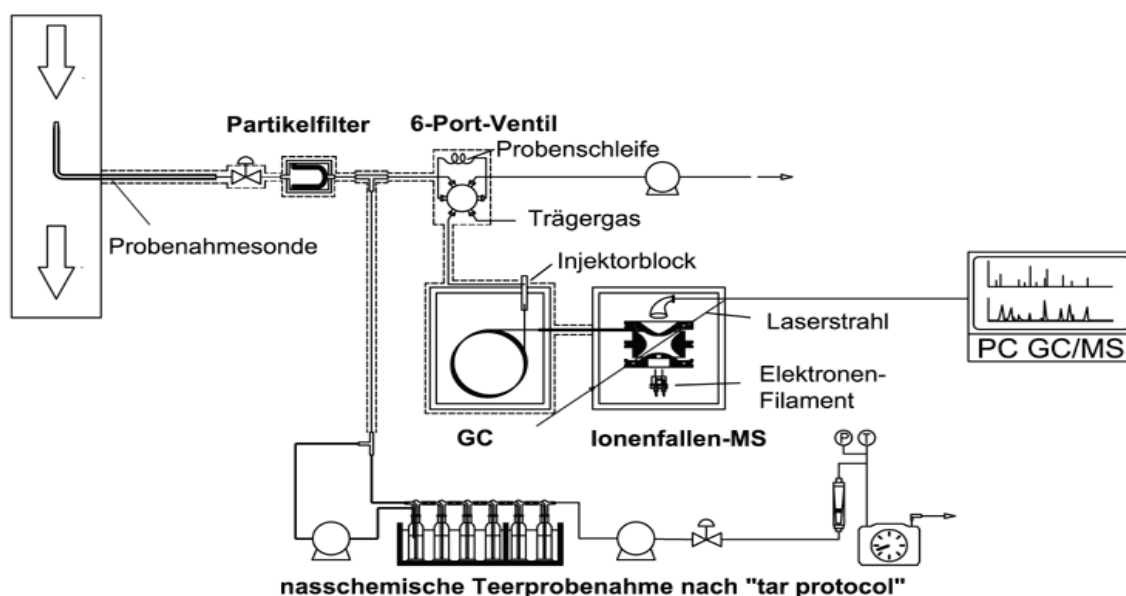 Partikelfilter
6-Port-Ventil
Probenschleife
Probenahmesonde
Trägergas
Injektorblock
Laserstrahl
PC GC/MS
Elektronen-
Filament
GC
Ionenfallen-MS
P
T
nasschemische Teerprobenahme nach "tar protocol"